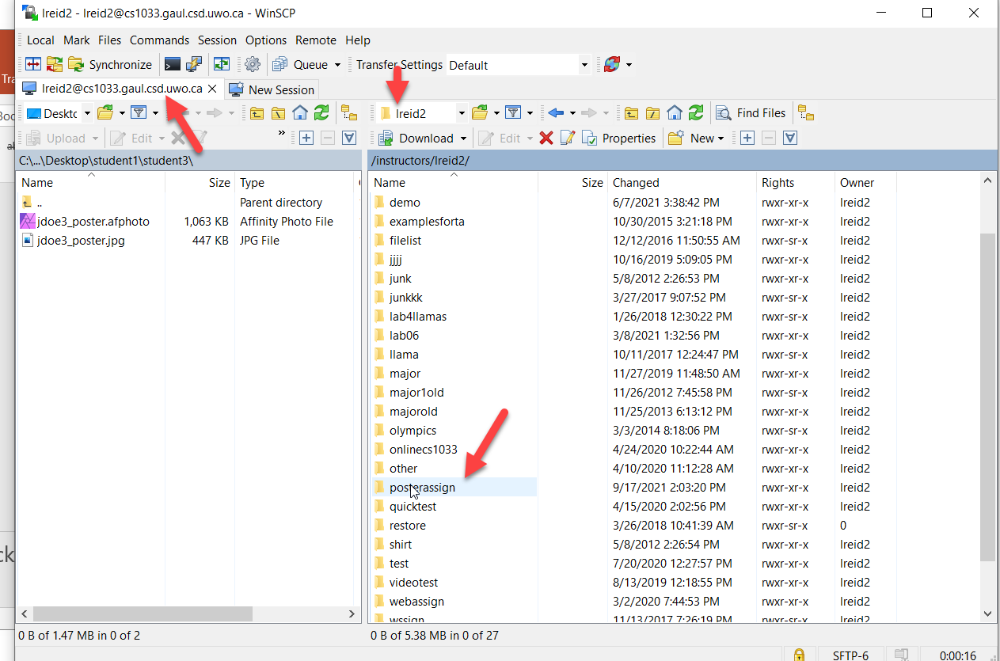 lreid2 - lreid2@cs1033.gaul.csd.uwo.ca - WinSCP
Local Mark Files Commands Session Options Remote Help
Synchronize Queue Transfer Settings Default
Tra
lreid2@cs1033.gaul.csd.uwo.ca × New Session
Boo
Deskto lreid2 Find Files
Upload Edit » Download Edit Properties New
ab
C:\...\Desktop\student1\student3\ /instructors/lreid2/
Name Size Type Name Size Changed Rights Owner
.. Parent directory demo 6/7/2021 3:38:42 PM rwxr-xr-x lreid2
jdoe3_poster.afphoto 1,063 KB Affinity Photo File examplesforta 10/30/2015 3:21:18 PM rwxr-xr-x lreid2
jdoe3_poster.jpg 447 KB JPG File filelist 12/12/2016 11:50:55 AM rwxr-sr-x lreid2
jjjj 10/16/2019 5:09:05 PM rwxr-xr-x lreid2
junk 5/8/2012 2:26:53 PM rwxr-xr-x lreid2
junkkk 3/27/2017 9:07:52 PM rwxr-sr-x lreid2
lab4llamas 1/26/2018 12:30:22 PM rwxr-sr-x lreid2
lab06 3/8/2021 1:32:56 PM rwxr-xr-x lreid2
llama 10/11/2017 12:24:47 PM rwxr-sr-x lreid2
major 11/27/2019 11:48:50 AM rwxr-xr-x lreid2
major1old 11/26/2012 7:45:58 PM rwxr-sr-x lreid2
majorold 11/25/2013 6:13:12 PM rwxr-xr-x lreid2
olympics 3/3/2014 8:18:06 PM rwxr-sr-x lreid2
onlinecs1033 4/24/2020 10:22:44 AM rwxr-xr-x lreid2
other 4/10/2020 11:12:28 AM rwxr-xr-x lreid2
posterassign 9/17/2021 2:03:20 PM rwxr-xr-x lreid2
quicktest 4/15/2020 2:02:56 PM rwxr-xr-x lreid2
restore 3/26/2018 10:41:39 AM rwxr-sr-x 0
shirt 5/8/2012 2:26:54 PM rwxr-xr-x lreid2
ck
test 7/20/2020 12:27:57 PM rwxr-xr-x lreid2
videotest 8/13/2019 12:18:55 PM rwxr-xr-x lreid2
webassign 3/2/2020 7:44:53 PM rwxr-xr-x lreid2
wssign 11/13/2017 7:26:19 PM rwxr-sr-x lreid2
0 B of 1.47 MB in 0 of 2 0 B of 5.38 MB in 0 of 27
SFTP-6 0:00:16